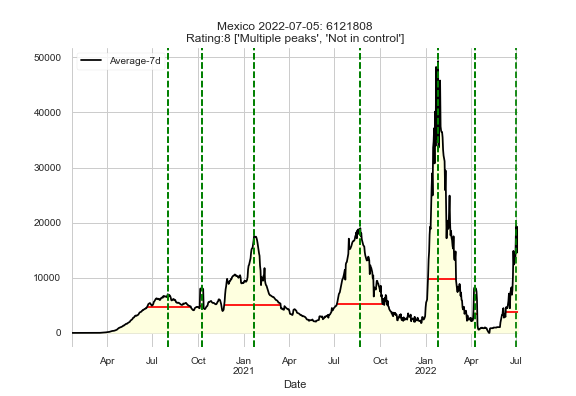 Mexico 2022-07-05: 6121808
Rating:8 ['Multiple peaks', 'Not in control']
Average-7d
50000
40000
30000
20000
10000
0
Apr Jul Oct Jan Apr Jul Oct Jan Apr Jul
2021 2022
Date